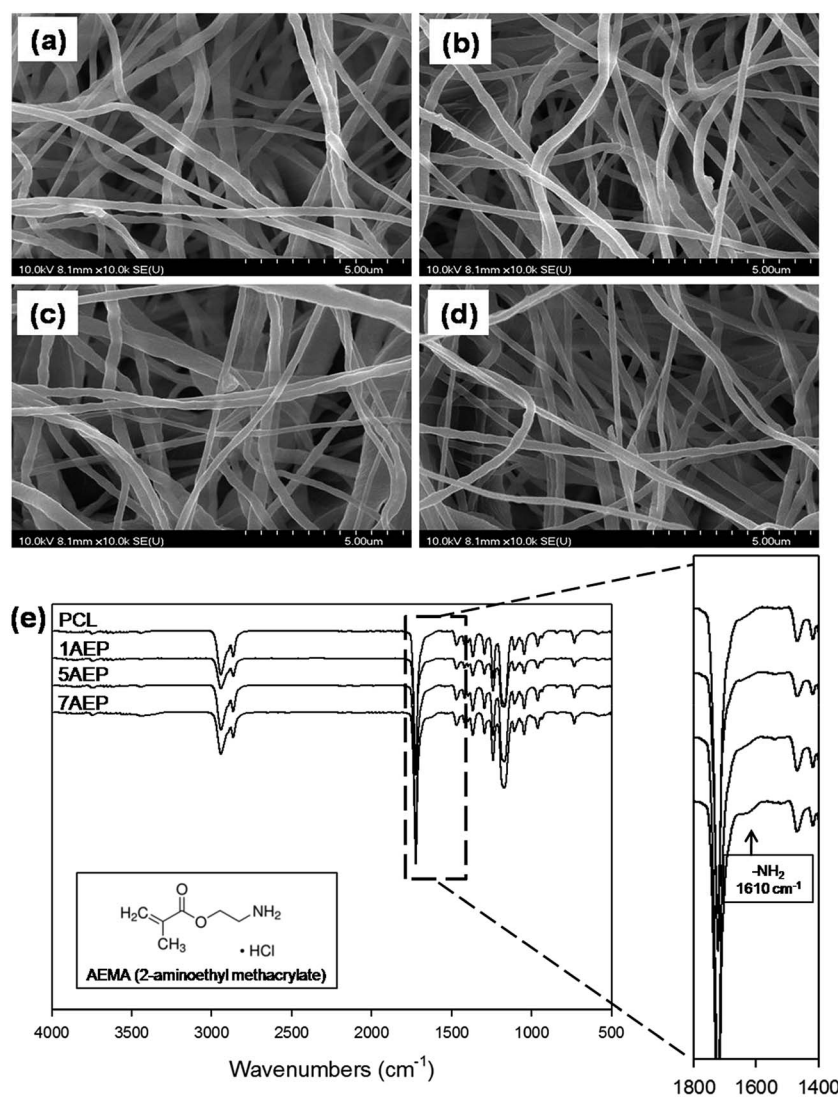 (a)
10.0kV 8.1mm x10.0k SE(U)
5.00um
(b)
10.0kV 8.1mm x10.0k SE(U)
5.00um
(c)
10.0kV 8.1mm x10.0k SE(U)
5.00um
(d)
10.0kV 8.1mm x10.0k SE(U)
5.00um
(e)
PCL
1AEP
5AEP
7AEP
O
H₂C
O
NH₂
CH₃
• HCl
AEMA (2-aminoethyl methacrylate)
4000 3500 3000 2500 2000 1500 1000 500
Wavenumbers (cm⁻¹)
-NH₂
1610 cm⁻¹
1800 1600 1400